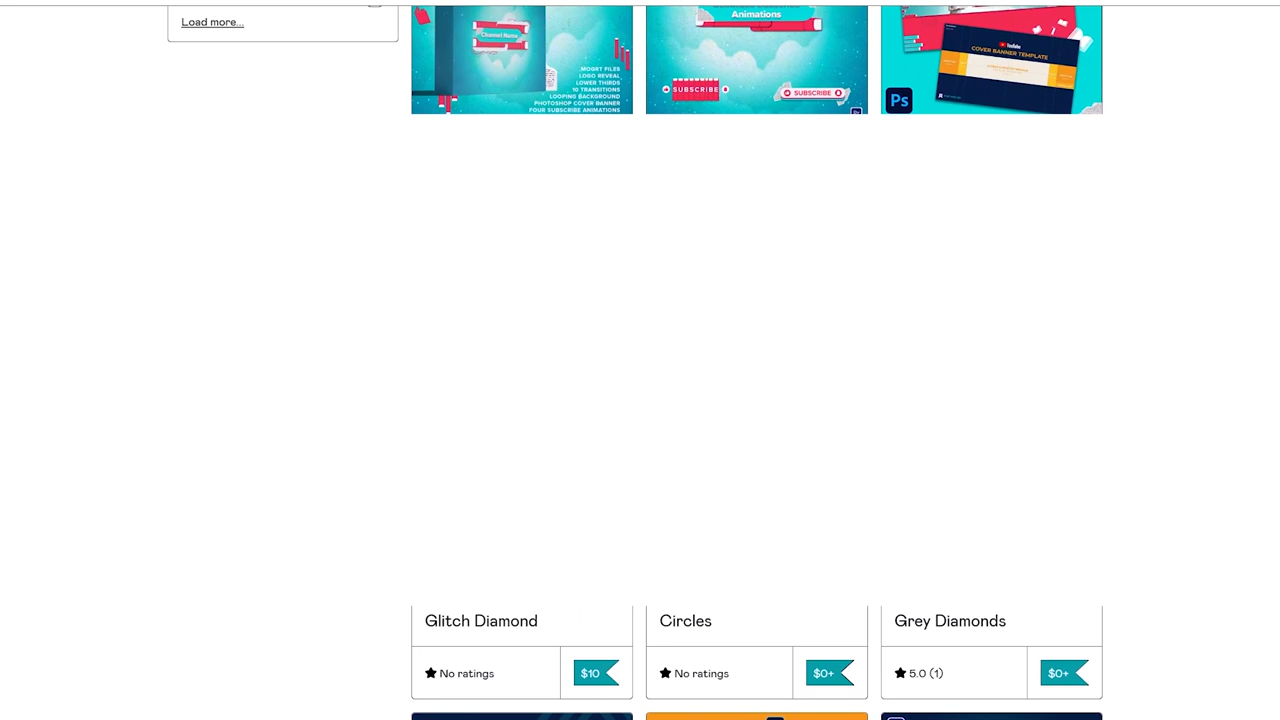 Load more...
Channel Name
.MOGRT FILES
LOGO REVEAL
LOWER THIRDS
10 TRANSITIONS
LOOPING BACKGROUND
PHOTOSHOP COVER BANNER
FOUR SUBSCRIBE ANIMATIONS
Animations
SUBSCRIBE
SUBSCRIBE
YouTube
COVER BANNER TEMPLATE
Ps
Glitch Diamond
Circles
Grey Diamonds
No ratings
$10
No ratings
$0+
5.0 (1)
$0+